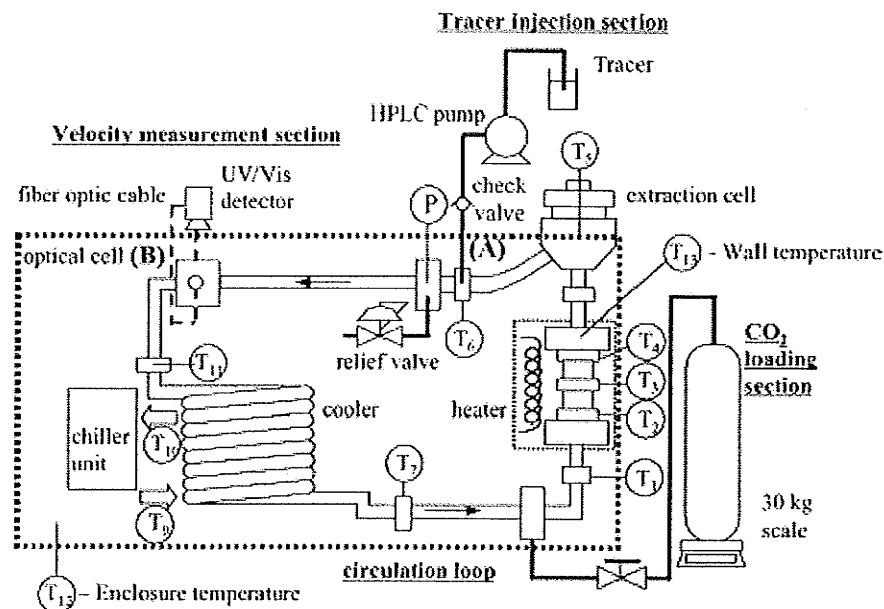 Tracer injection section
Tracer
HPLC pump
Velocity measurement section
UV/Vis
detector
fiber optic cable
T5
check
valve
extraction cell
P
optical cell (B)
(A)
T13 - Wall temperature
T6
relief valve
CO2
loading
section
T11
T4
T3
T2
heater
cooler
chiller
unit
T10
T7
T1
T9
30 kg
scale
circulation loop
- Enclosure temperature